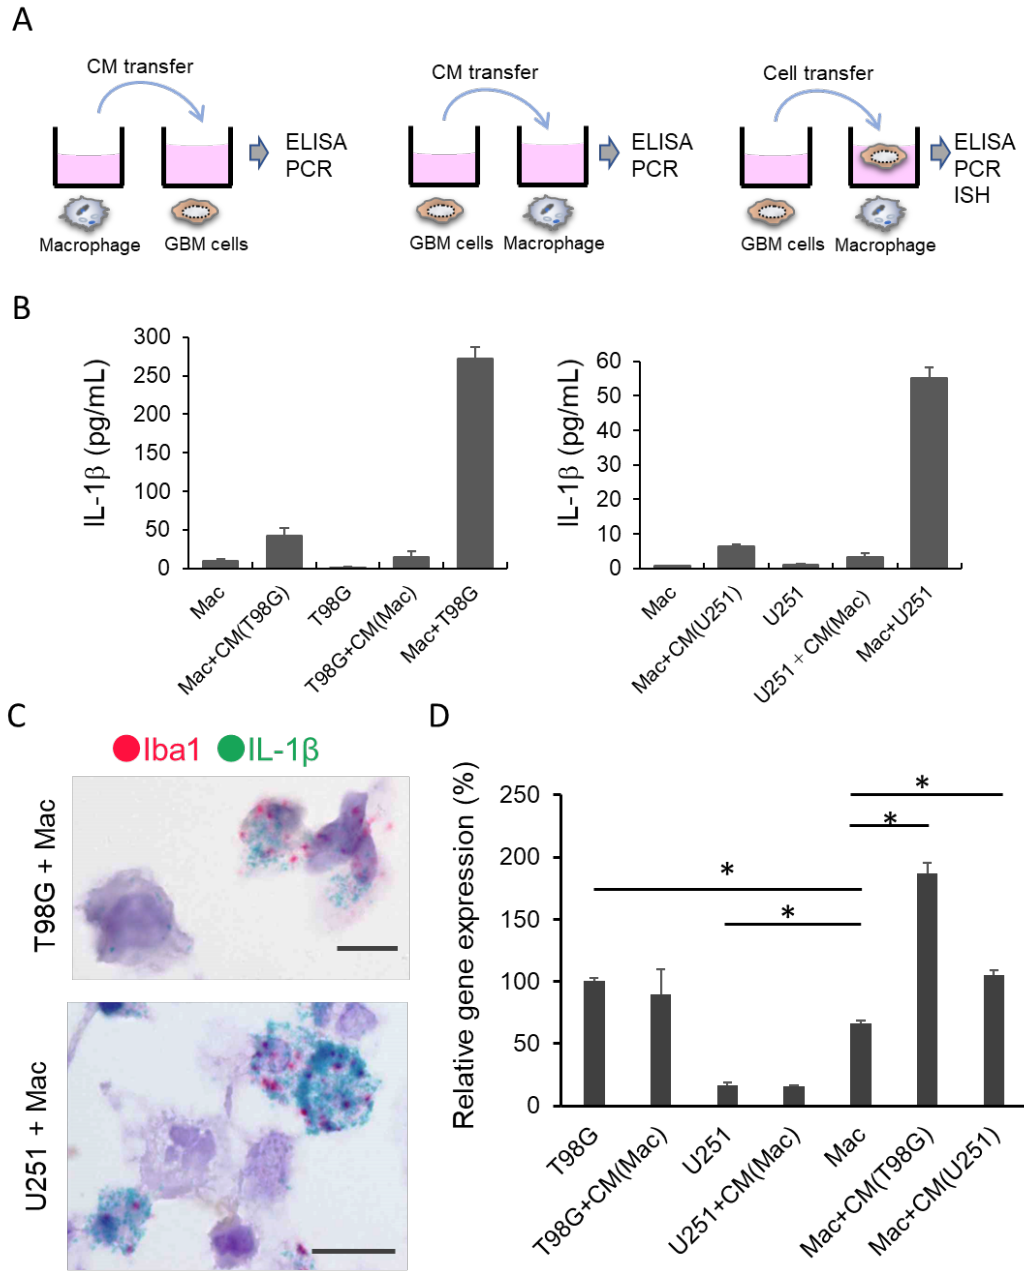 A
CM transfer
ELISA
PCR
Macrophage
GBM cells
CM transfer
ELISA
PCR
GBM cells
Macrophage
Cell transfer
ELISA
PCR
ISH
GBM cells
Macrophage
B
IL-1β (pg/mL)
300
250
200
150
100
50
0
Mac
Mac+CM(T98G)
T98G
T98G+CM(Mac)
Mac+T98G
IL-1β (pg/mL)
60
50
40
30
20
10
0
Mac
Mac+CM(U251)
U251
U251 + CM(Mac)
Mac+U251
C
Iba1
IL-1β
T98G + Mac
U251 + Mac
D
Relative gene expression (%)
250
200
150
100
50
0
*
*
*
*
T98G
T98G+CM(Mac)
U251
U251+CM(Mac)
Mac
Mac+CM(T98G)
Mac+CM(U251)